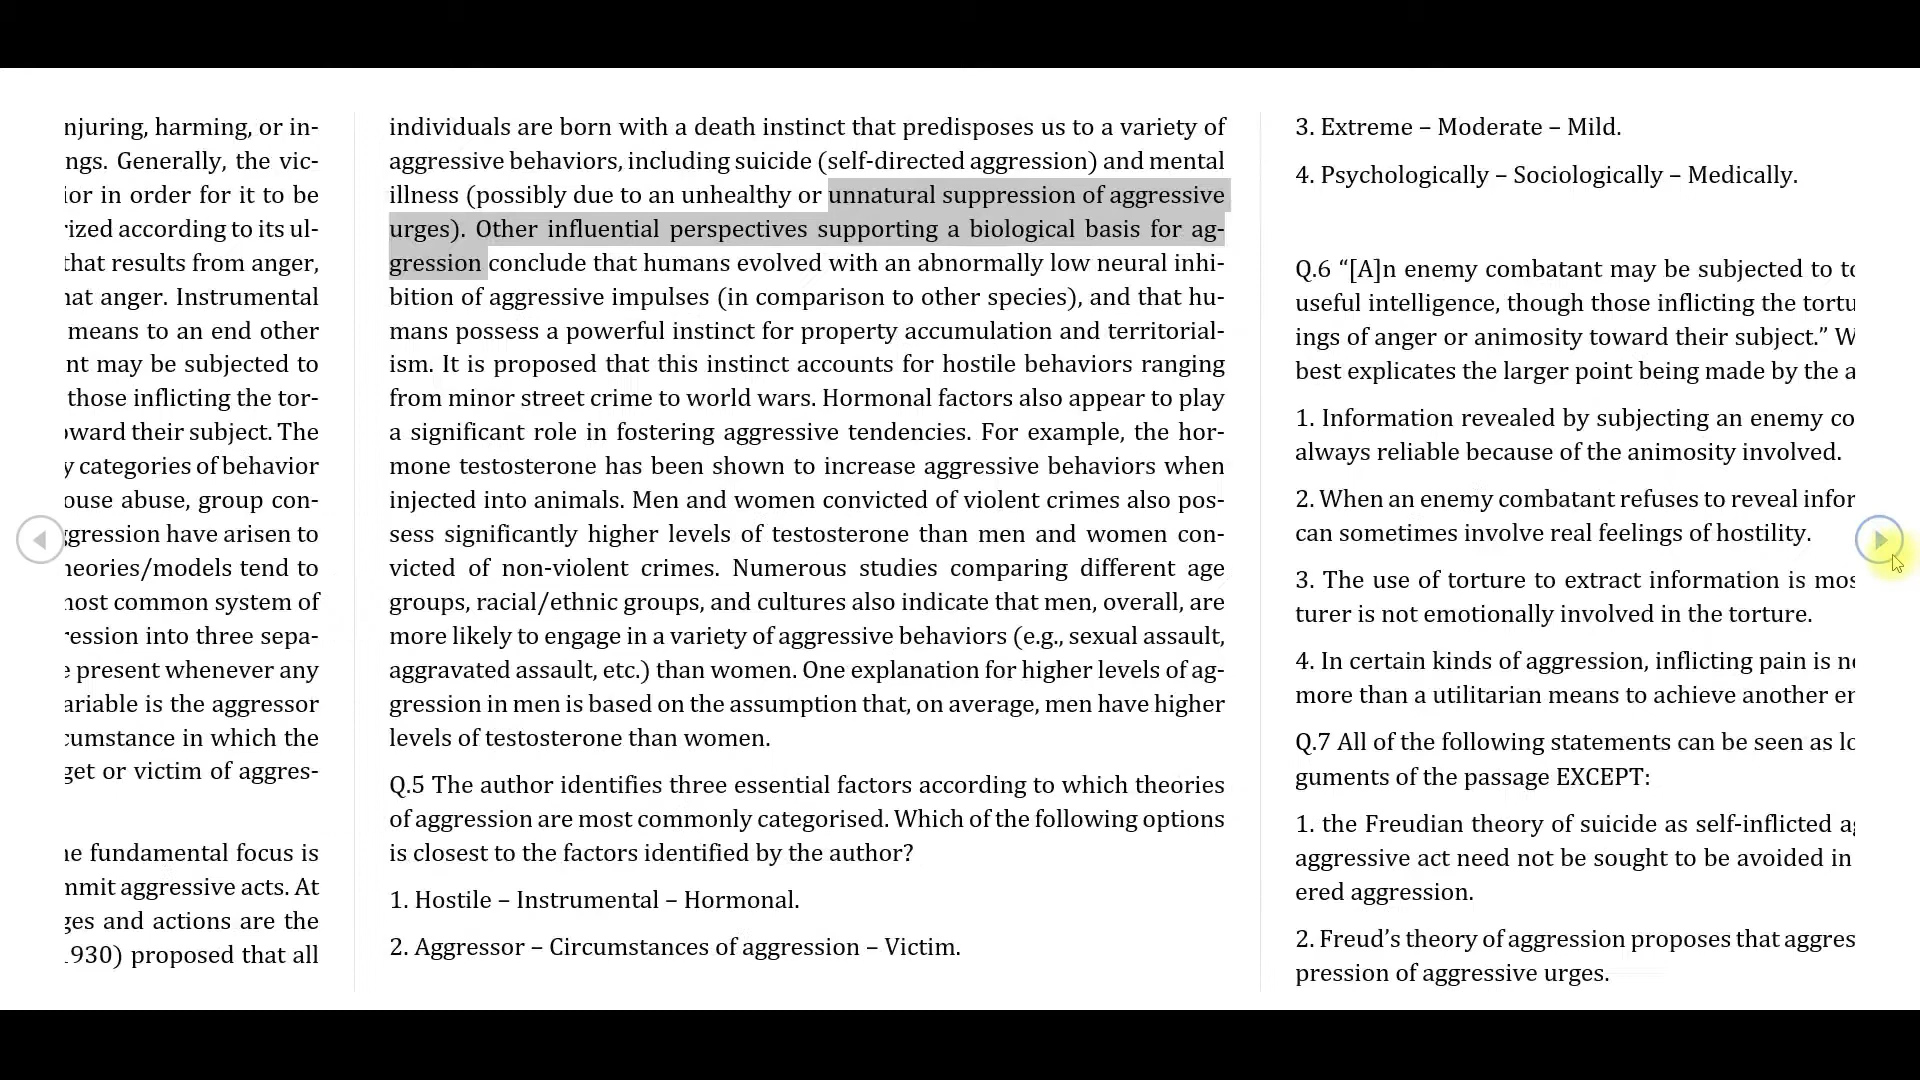 njuring, harming, or in-
ngs. Generally, the vic-
ior in order for it to be
rized according to its ul-
that results from anger,
hat anger. Instrumental
means to an end other
nt may be subjected to
those inflicting the tor-
oward their subject. The
y categories of behavior
ouse abuse, group con-
ggression have arisen to
heories/models tend to
most common system of
ression into three sepa-
e present whenever any
ariable is the aggressor
cumstance in which the
get or victim of aggres-
he fundamental focus is
mmit aggressive acts. At
ges and actions are the
1930) proposed that all
individuals are born with a death instinct that predisposes us to a variety of
aggressive behaviors, including suicide (self-directed aggression) and mental
illness (possibly due to an unhealthy or unnatural suppression of aggressive
urges). Other influential perspectives supporting a biological basis for ag-
gression conclude that humans evolved with an abnormally low neural inhi-
bition of aggressive impulses (in comparison to other species), and that hu-
mans possess a powerful instinct for property accumulation and territorial-
ism. It is proposed that this instinct accounts for hostile behaviors ranging
from minor street crime to world wars. Hormonal factors also appear to play
a significant role in fostering aggressive tendencies. For example, the hor-
mone testosterone has been shown to increase aggressive behaviors when
injected into animals. Men and women convicted of violent crimes also pos-
sess significantly higher levels of testosterone than men and women con-
victed of non-violent crimes. Numerous studies comparing different age
groups, racial/ethnic groups, and cultures also indicate that men, overall, are
more likely to engage in a variety of aggressive behaviors (e.g., sexual assault,
aggravated assault, etc.) than women. One explanation for higher levels of ag-
gression in men is based on the assumption that, on average, men have higher
levels of testosterone than women.
Q.5 The author identifies three essential factors according to which theories
of aggression are most commonly categorised. Which of the following options
is closest to the factors identified by the author?
1. Hostile – Instrumental – Hormonal.
2. Aggressor – Circumstances of aggression – Victim.
3. Extreme – Moderate – Mild.
4. Psychologically – Sociologically – Medically.
Q.6 “[A]n enemy combatant may be subjected to to
useful intelligence, though those inflicting the tortu
ings of anger or animosity toward their subject.” W
best explicates the larger point being made by the a
1. Information revealed by subjecting an enemy co
always reliable because of the animosity involved.
2. When an enemy combatant refuses to reveal infor
can sometimes involve real feelings of hostility.
3. The use of torture to extract information is mos
turer is not emotionally involved in the torture.
4. In certain kinds of aggression, inflicting pain is n
more than a utilitarian means to achieve another en
Q.7 All of the following statements can be seen as lo
guments of the passage EXCEPT:
1. the Freudian theory of suicide as self-inflicted ag
aggressive act need not be sought to be avoided in
ered aggression.
2. Freud’s theory of aggression proposes that aggres
pression of aggressive urges.